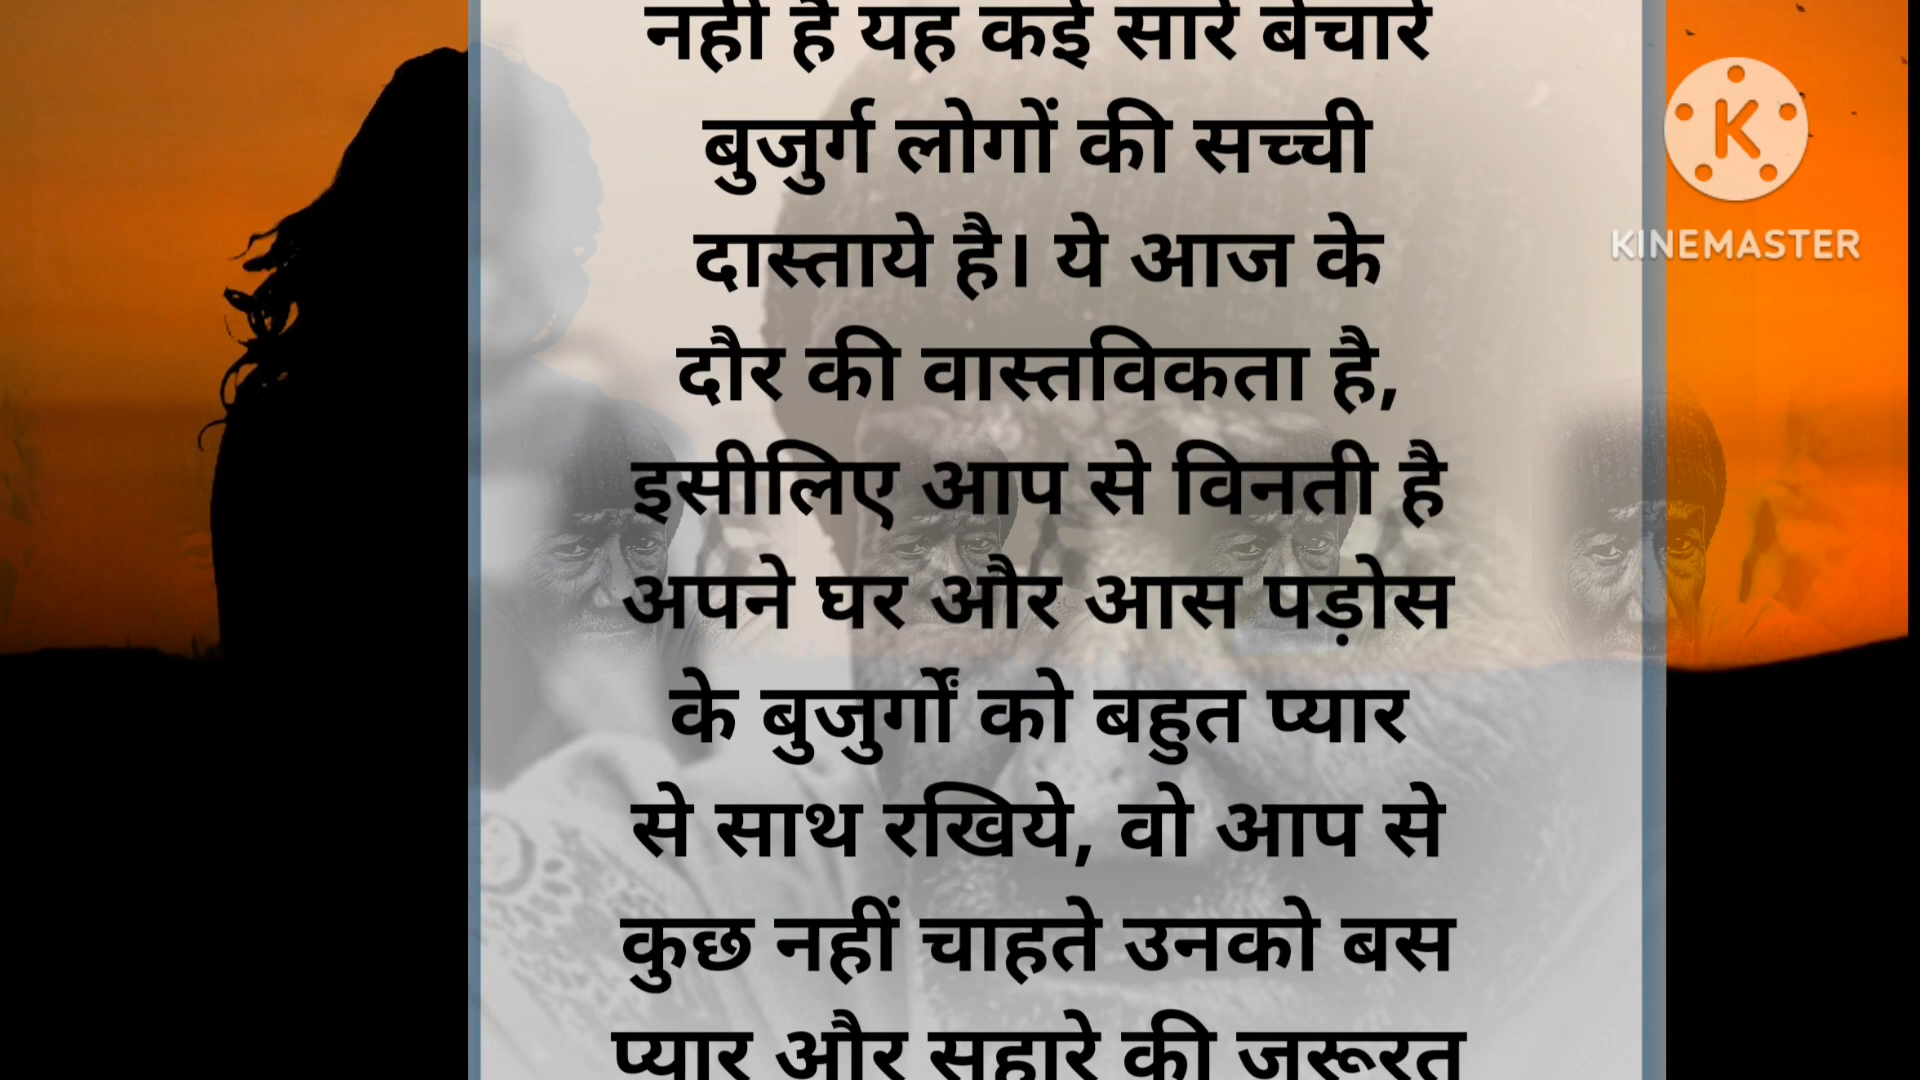 नहीं है यह कई सारे बेचारे
बुजुर्ग लोगों की सच्ची
दास्ताये है। ये आज के
दौर की वास्तविकता है,
इसीलिए आप से विनती है
अपने घर और आस पड़ोस
के बुजुर्गों को बहुत प्यार
से साथ रखिये, वो आप से
कुछ नहीं चाहते उनको बस
प्यार और सहारे की जरूरत
K
KINEMASTER